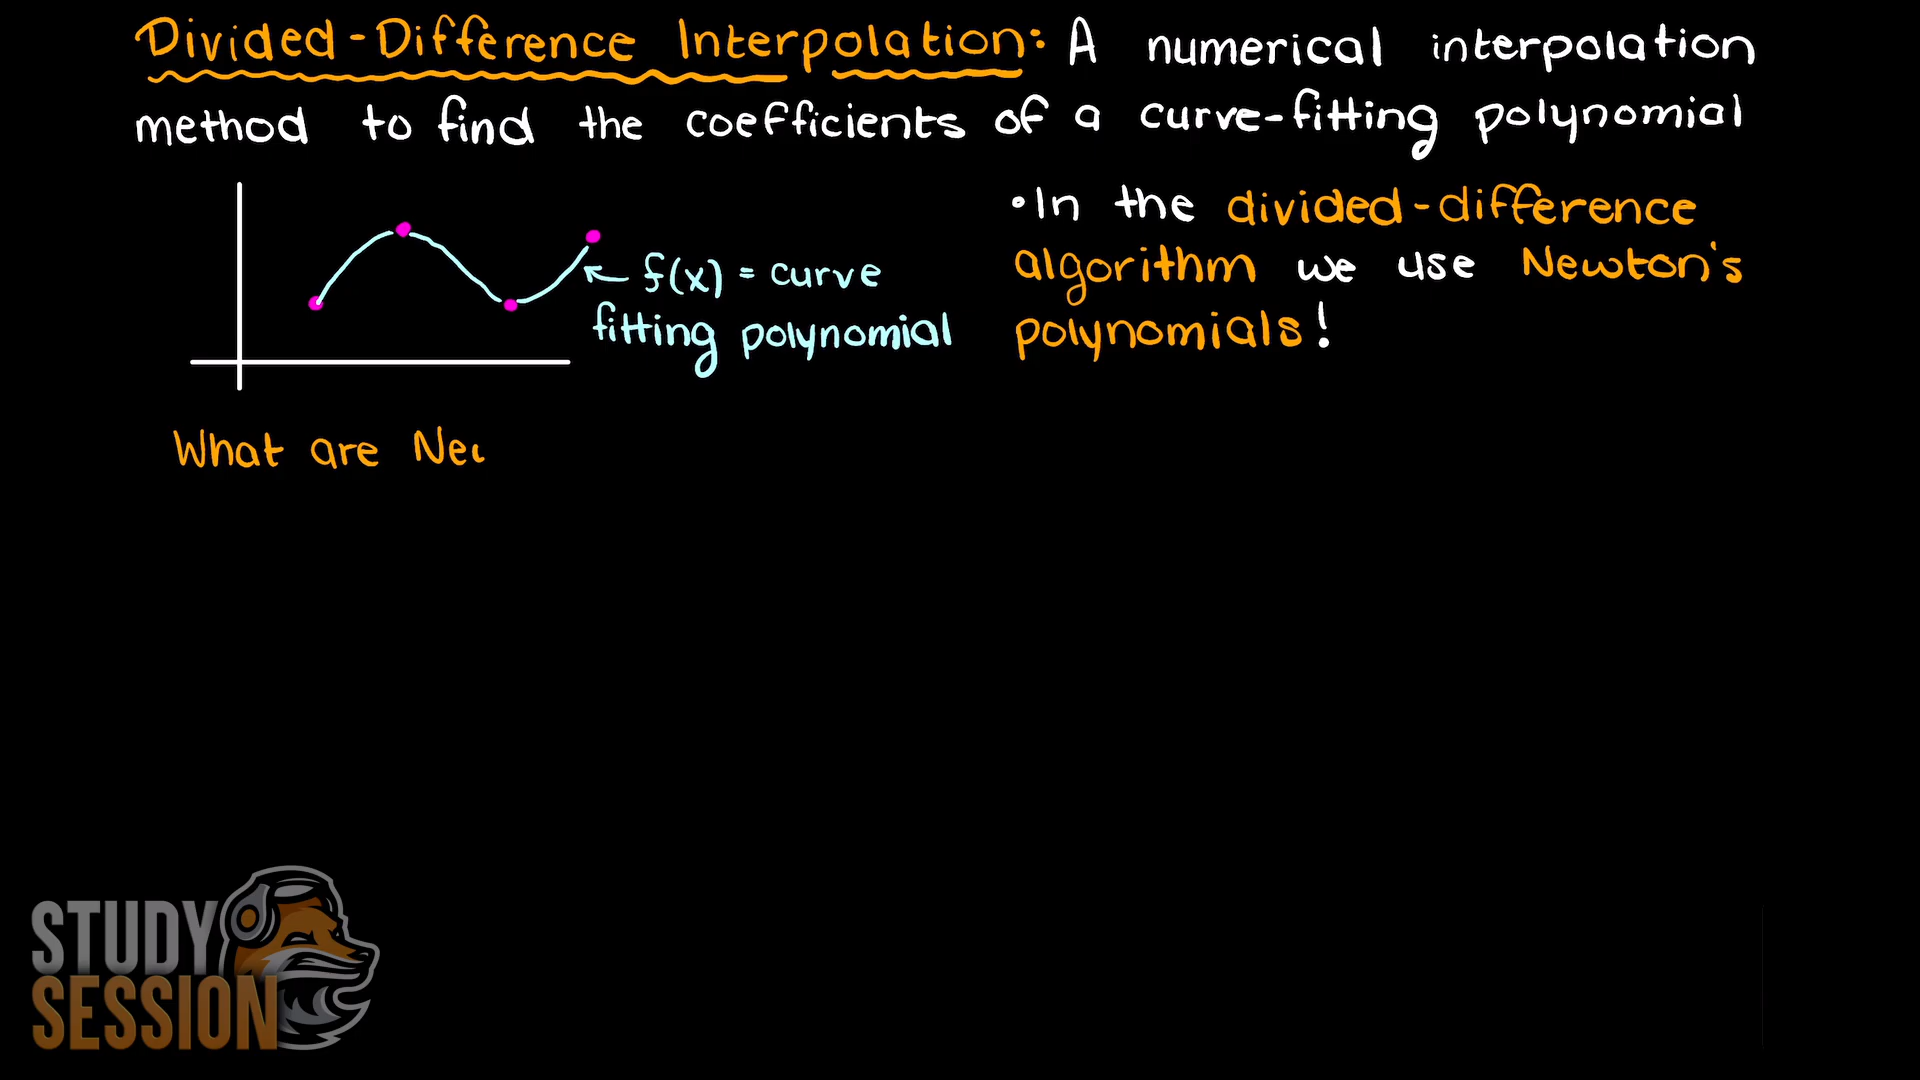 Divided-Difference Interpolation: A numerical interpolation
method to find the coefficients of a curve-fitting polynomial
•In the divided-difference
algorithm we use Newton's
polynomials!
f(x) = curve
fitting polynomial
What are Nec
STUDY
SESSION